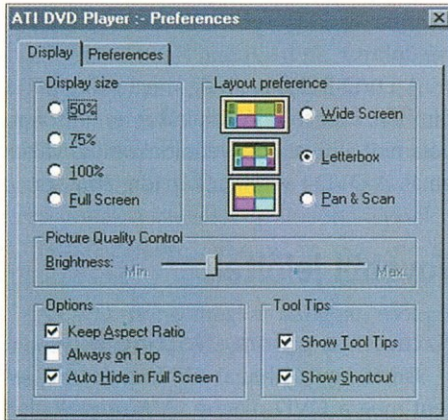 ATI DVD Player :- Preferences
Display
Preferences
Display size
50%
75%
100%
Full Screen
Layout preference
Wide Screen
Letterbox
Pan & Scan
Picture Quality Control
Brightness:
Min.
Max.
Options
Keep Aspect Ratio
Always on Top
Auto Hide in Full Screen
Tool Tips
Show Tool Tips
Show Shortcut